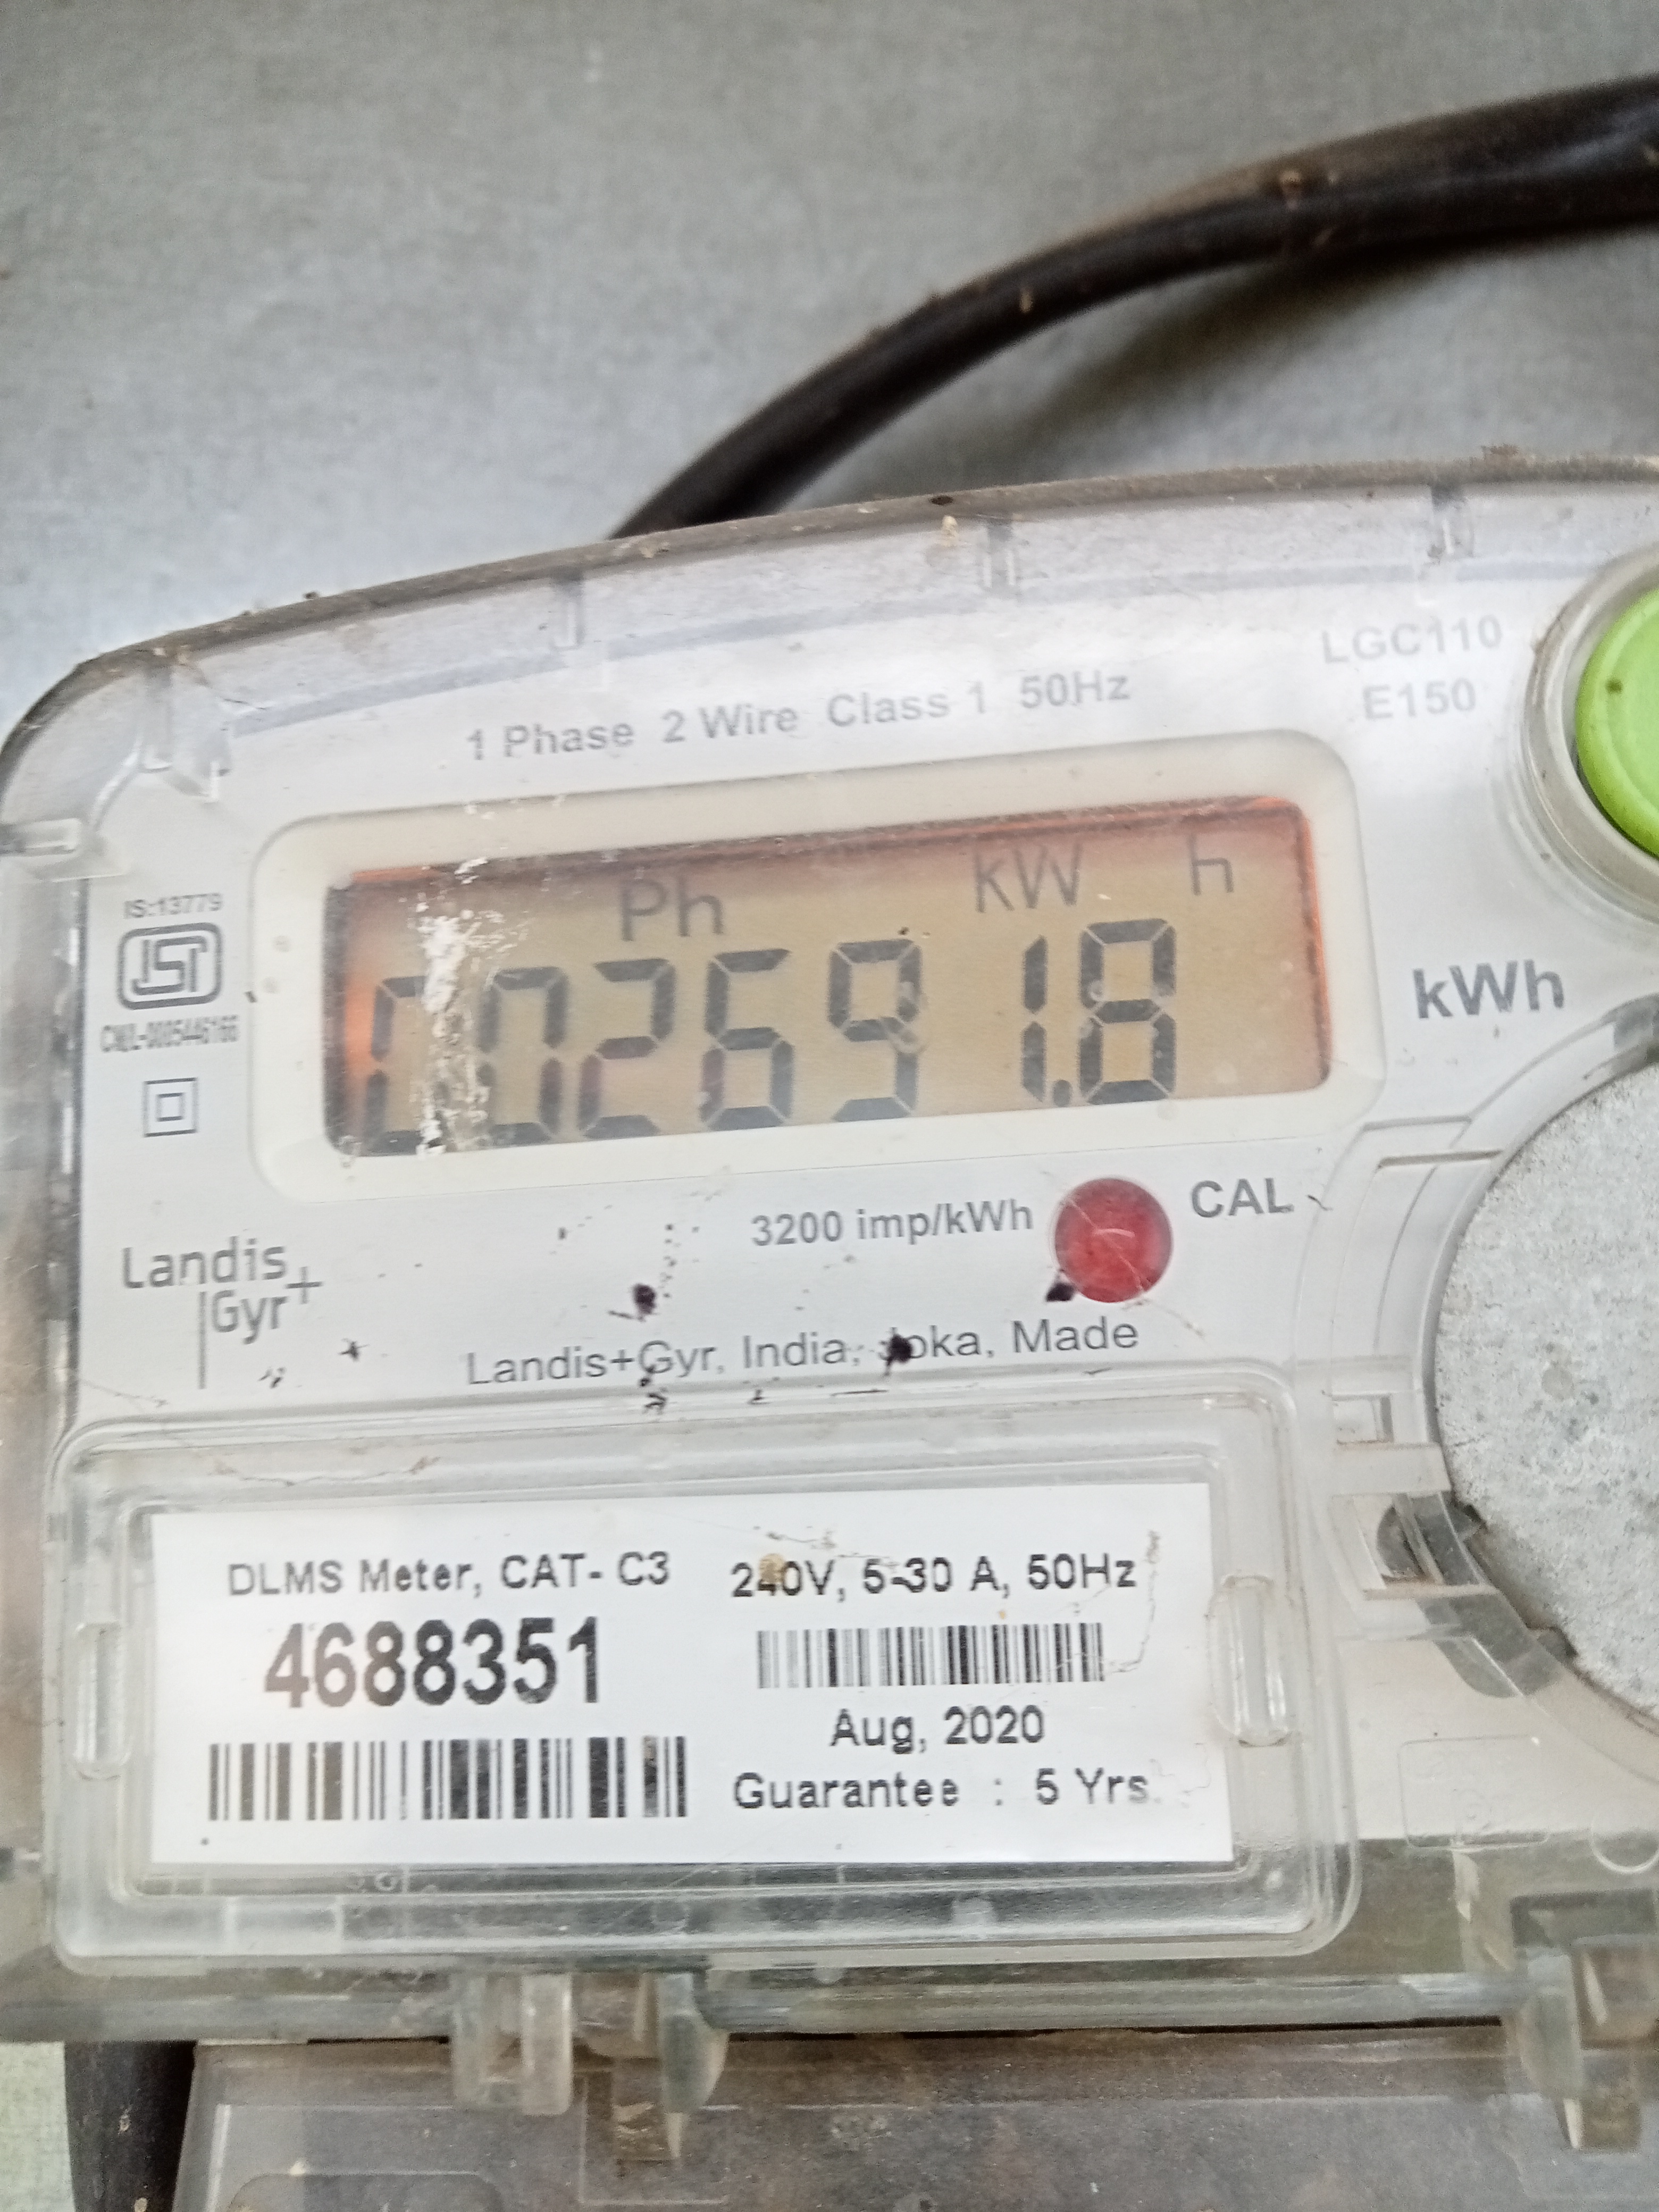 LGC110
E150
1 Phase 2 Wire Class 1 50Hz
IS:13779
ISI
Ph kW h
002691.8
kWh
3200 imp/kWh
CAL
Landis
Gyr+
Landis+Gyr, India, Joka, Made
DLMS Meter, CAT- C3
4688351
240V, 5-30 A, 50Hz
Aug, 2020
Guarantee : 5 Yrs.